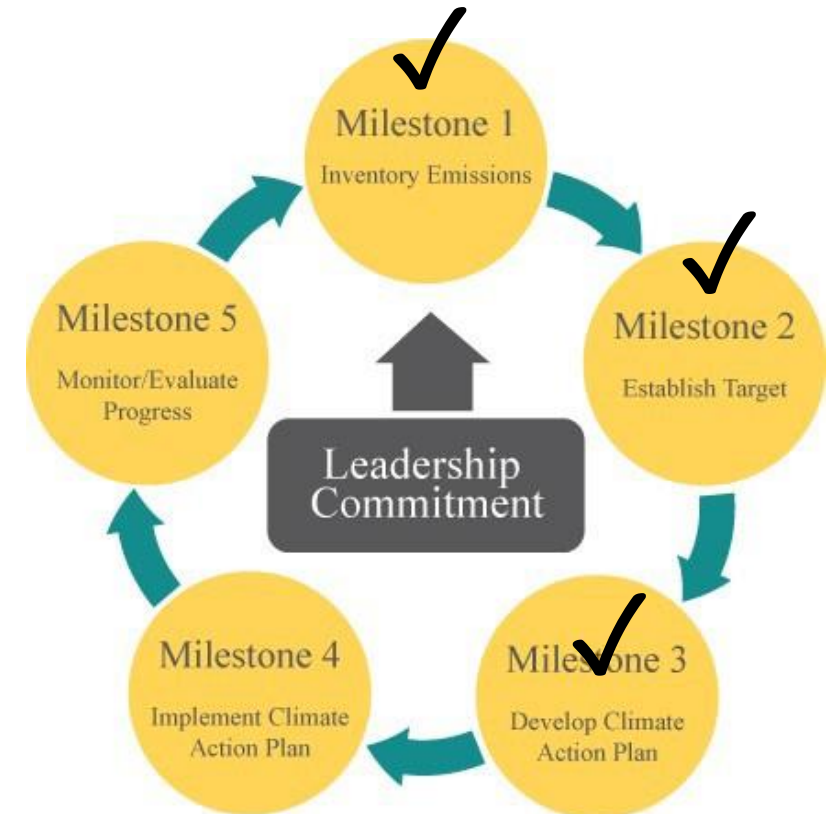 Milestone 1
Inventory Emissions
Milestone 2
Establish Target
Milestone 3
Develop Climate
Action Plan
Milestone 4
Implement Climate
Action Plan
Milestone 5
Monitor/Evaluate
Progress
Leadership
Commitment